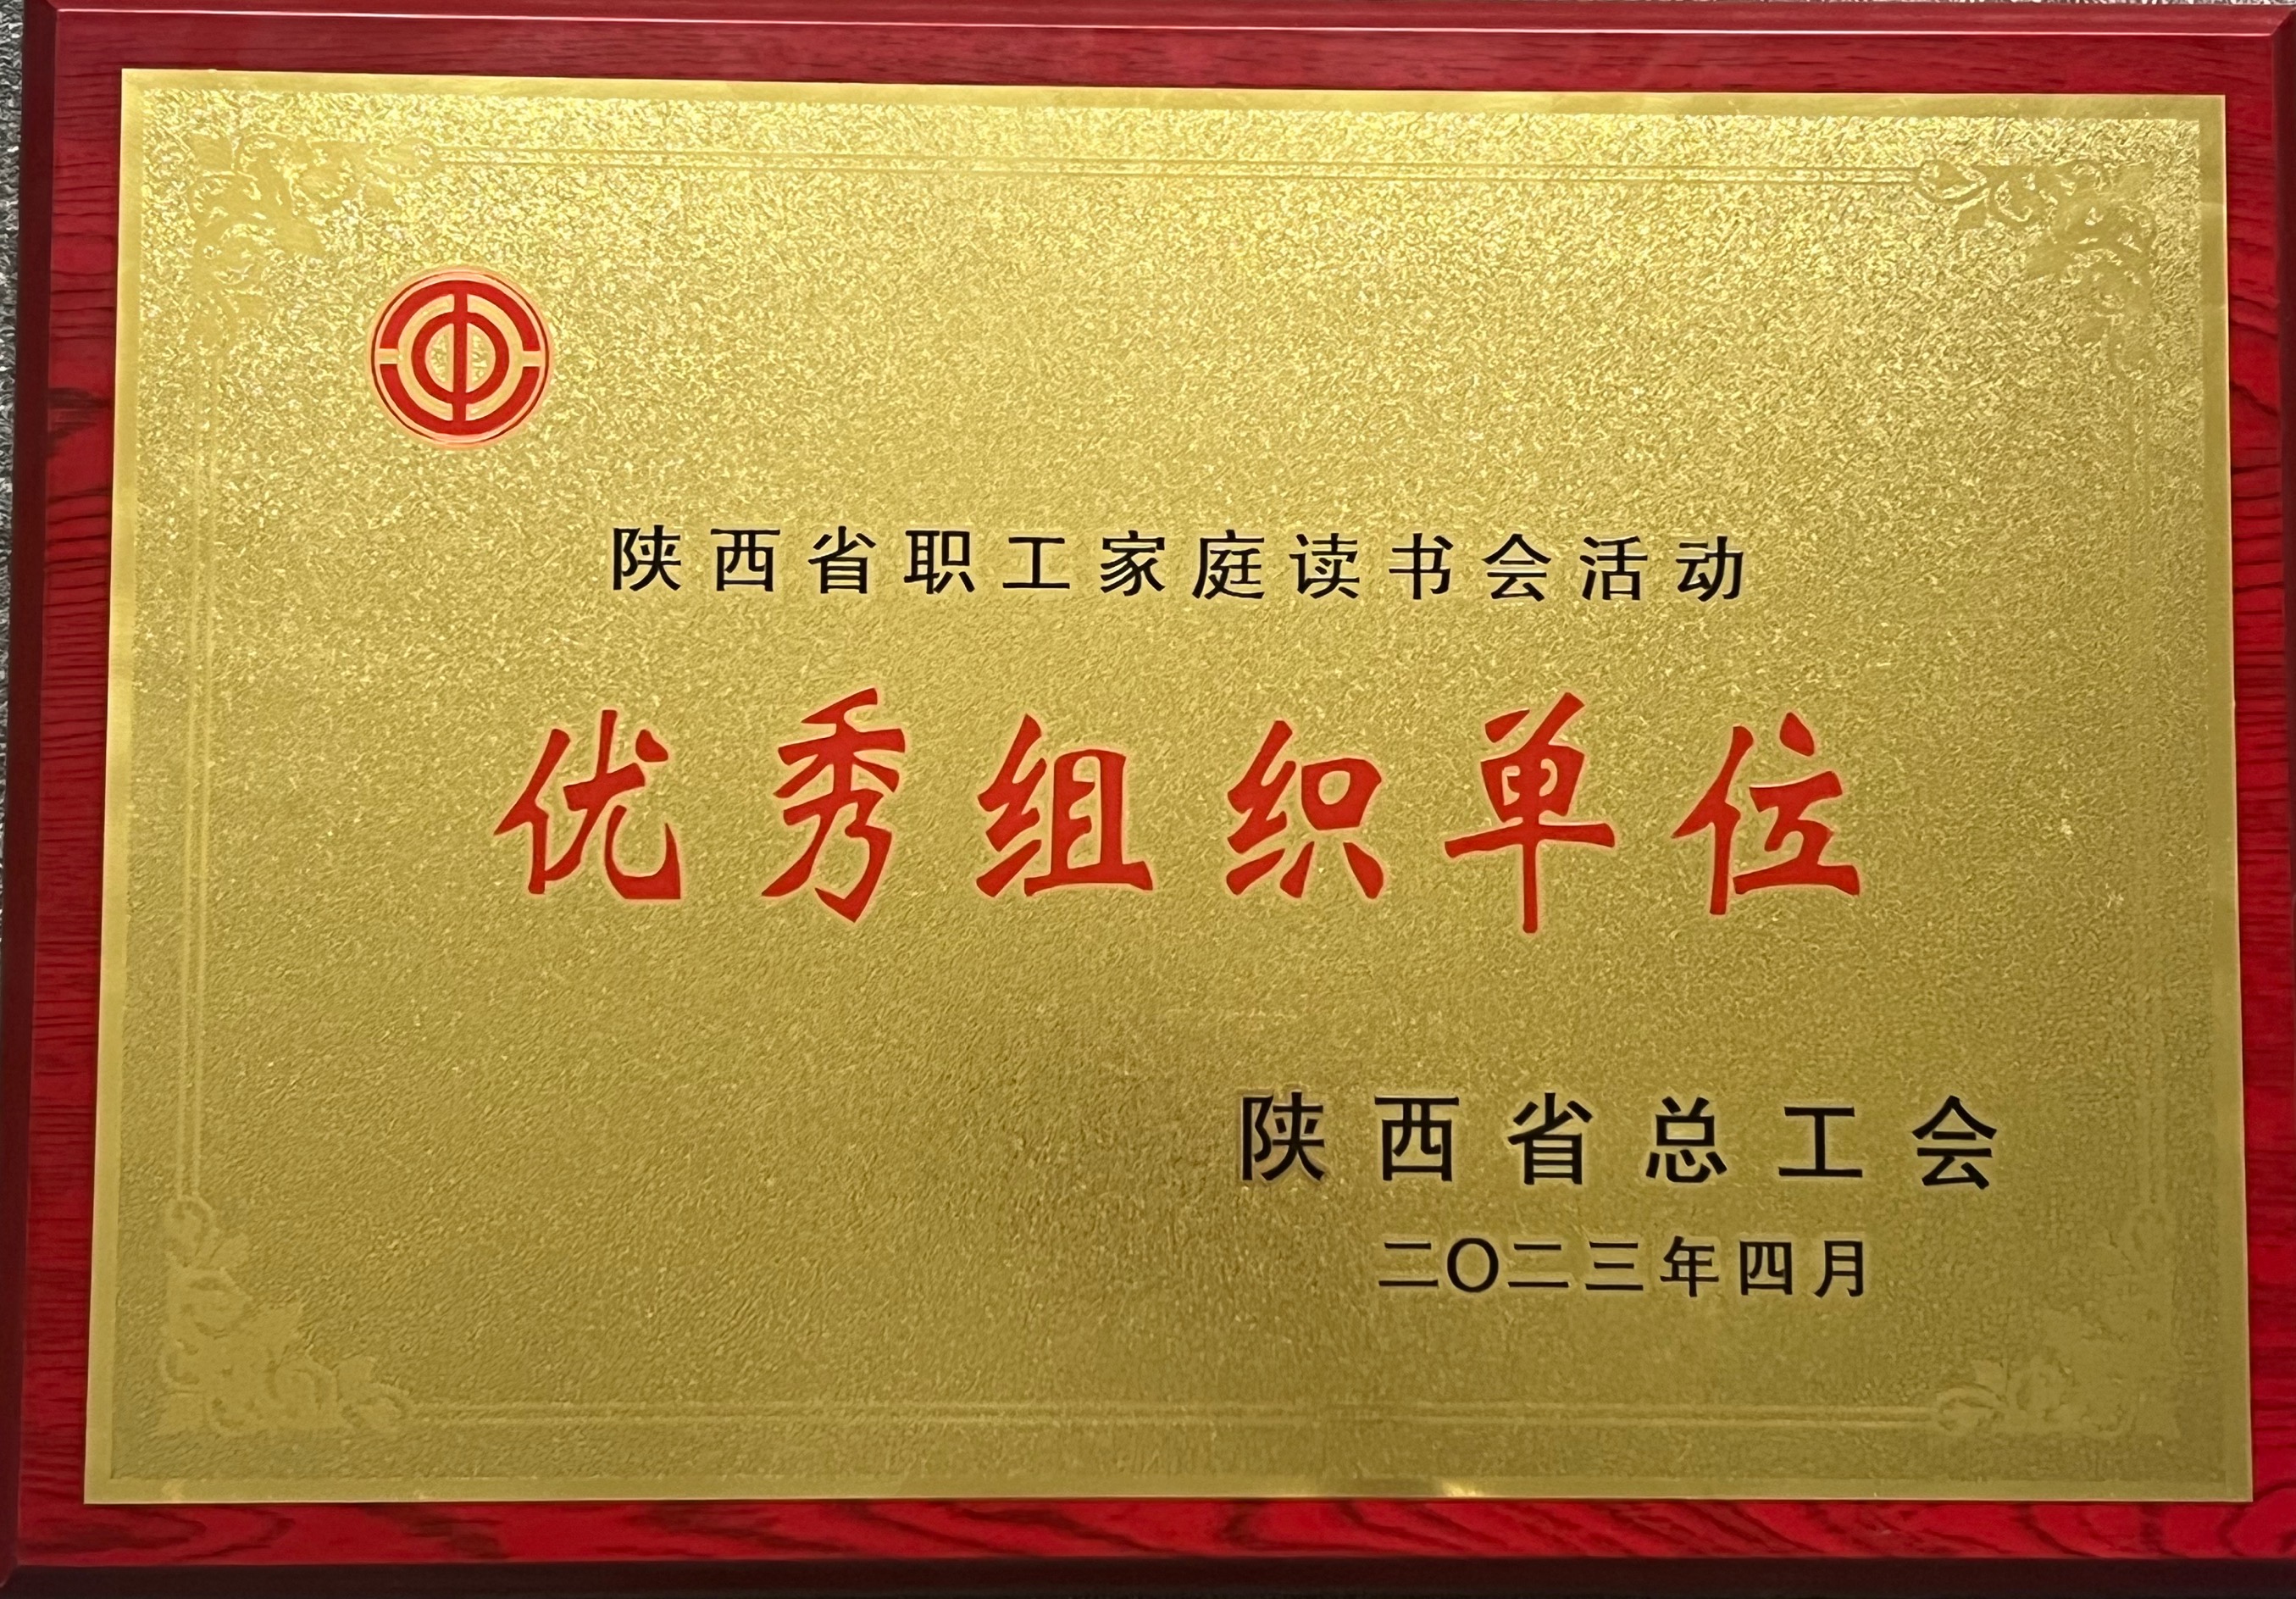 陕西省职工家庭读书会活动
优秀组织单位
陕西省总工会
二〇二三年四月